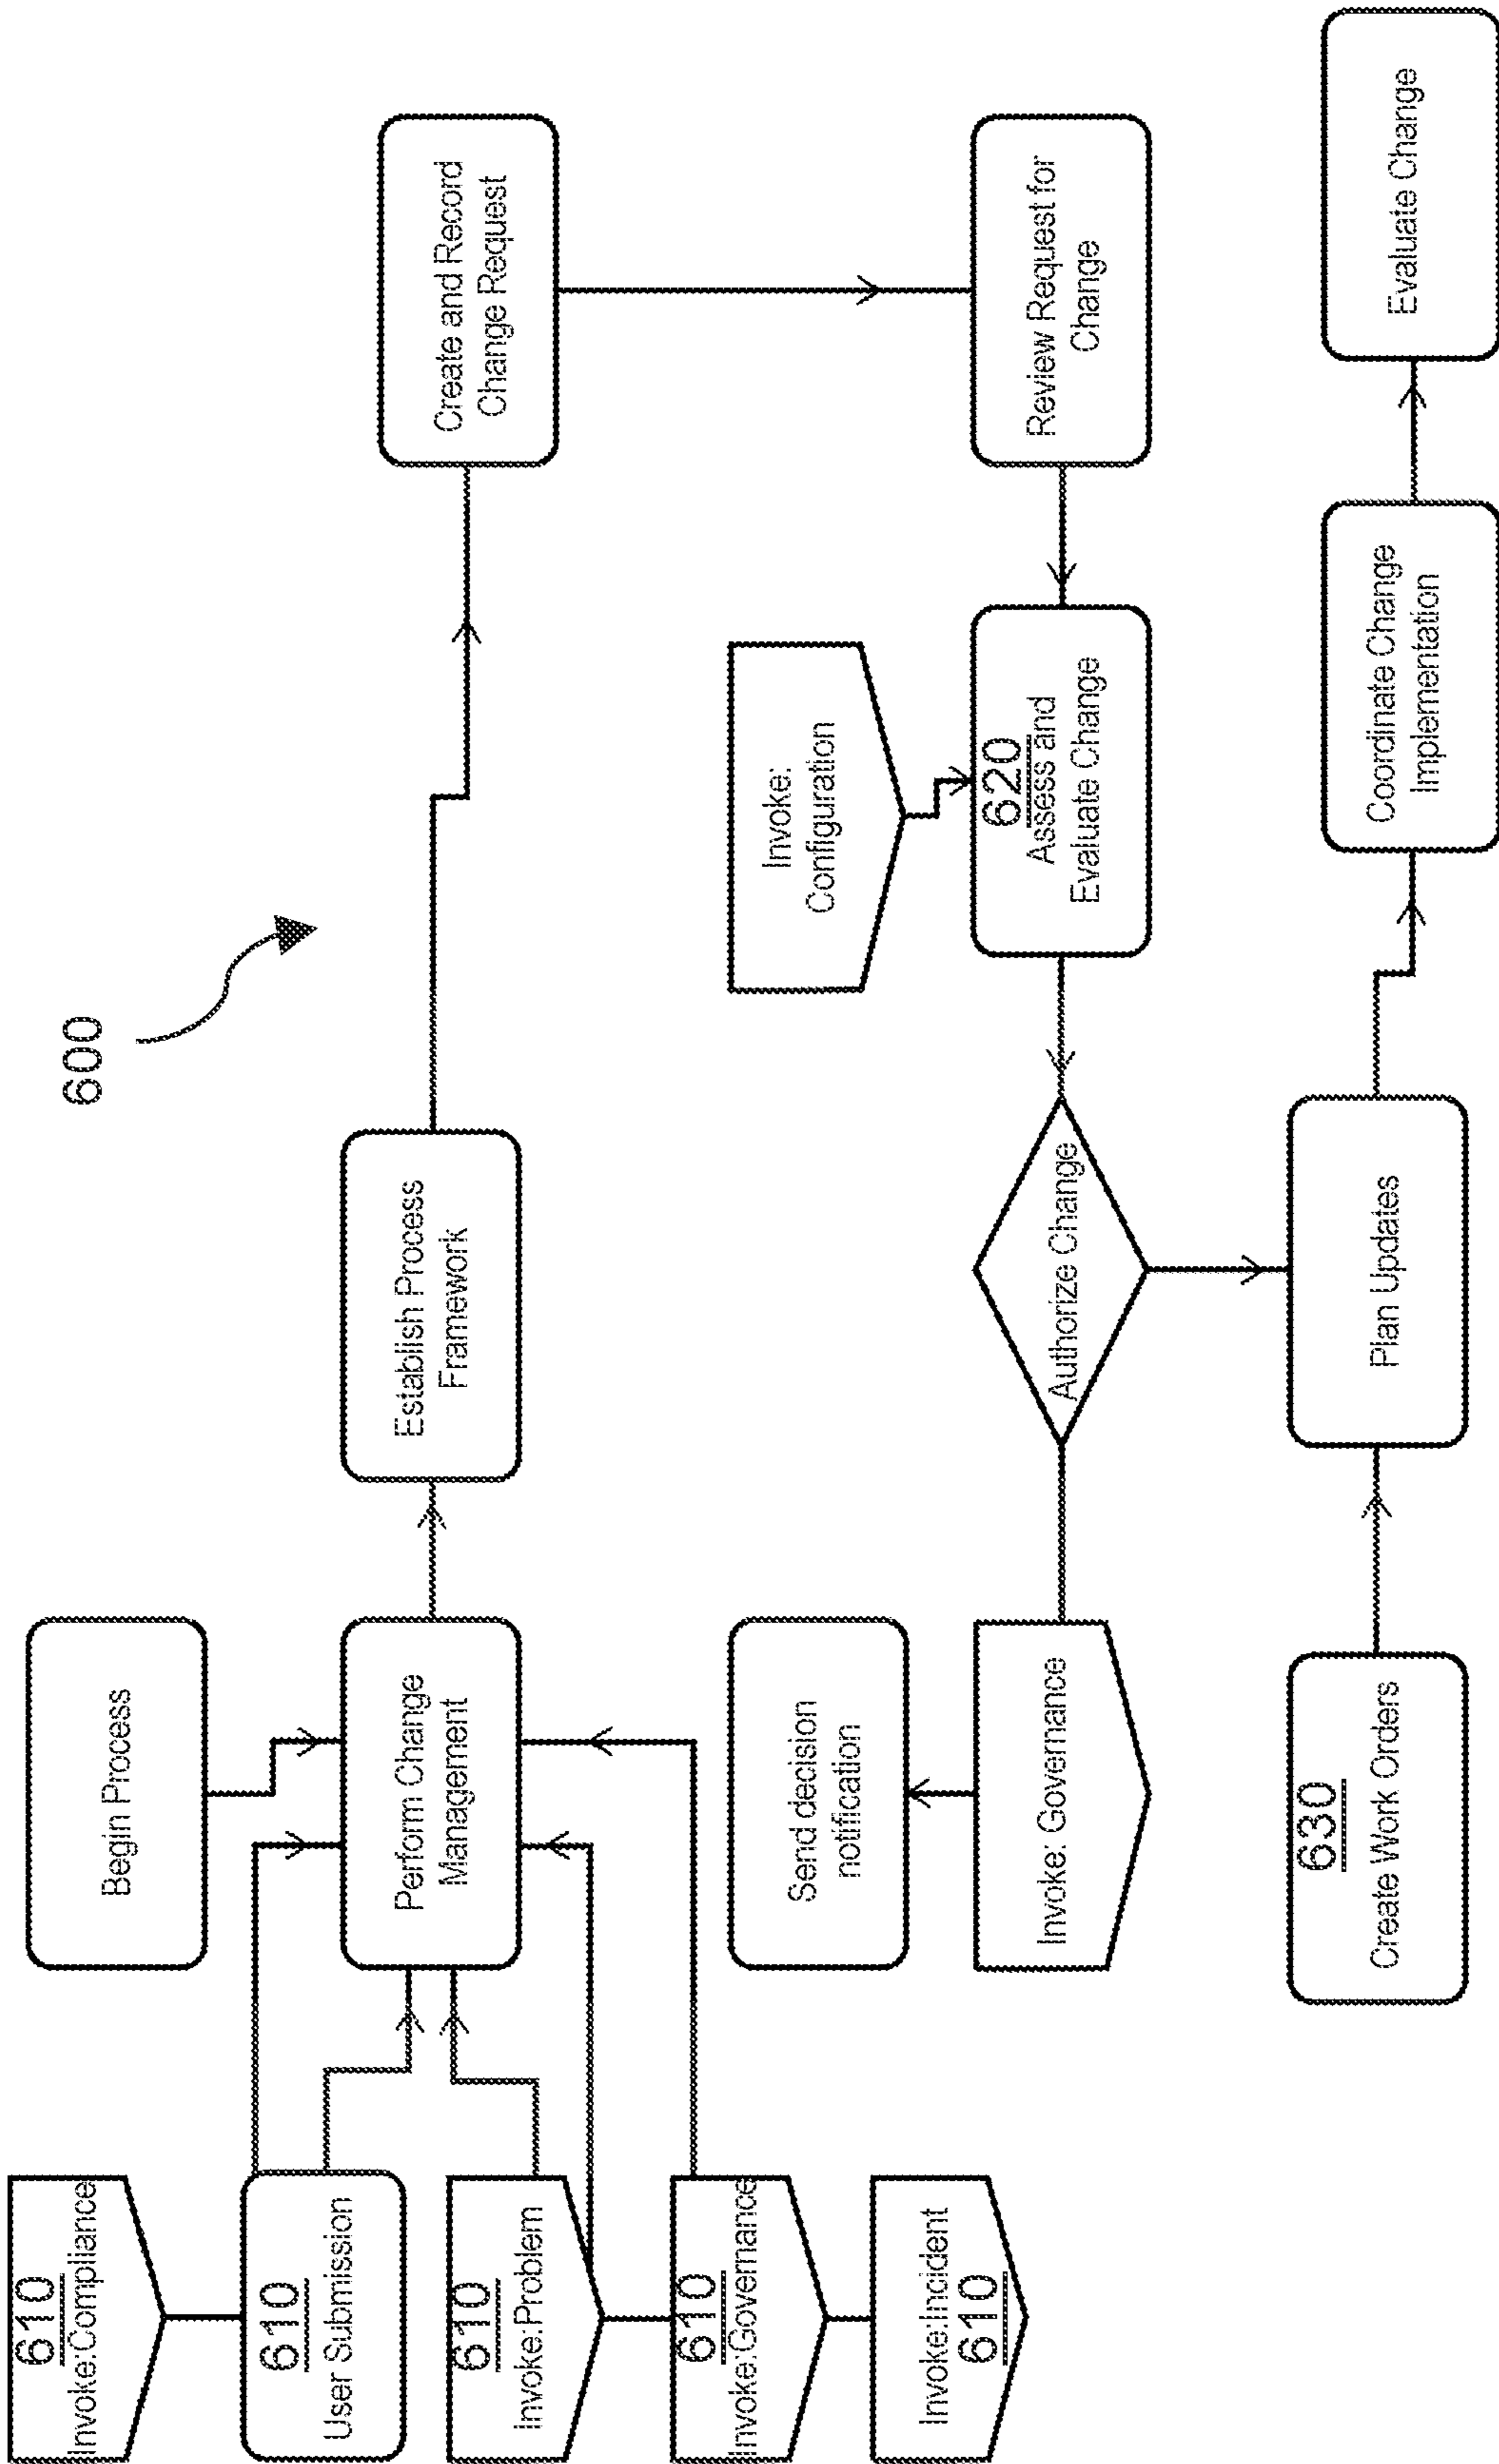 600
610
Invoke:Compliance
610
User Submission
610
Invoke:Problem
610
Invoke:Governance
Invoke:Incident
610
Begin Process
Perform Change
Management
Establish Process
Framework
Create and Record
Change Request
Send decision
notification
Invoke: Governance
Authorize Change
Invoke:
Configuration
620
Assess and
Evaluate Change
Review Request for
Change
630
Create Work Orders
Plan Updates
Coordinate Change
Implementation
Evaluate Change